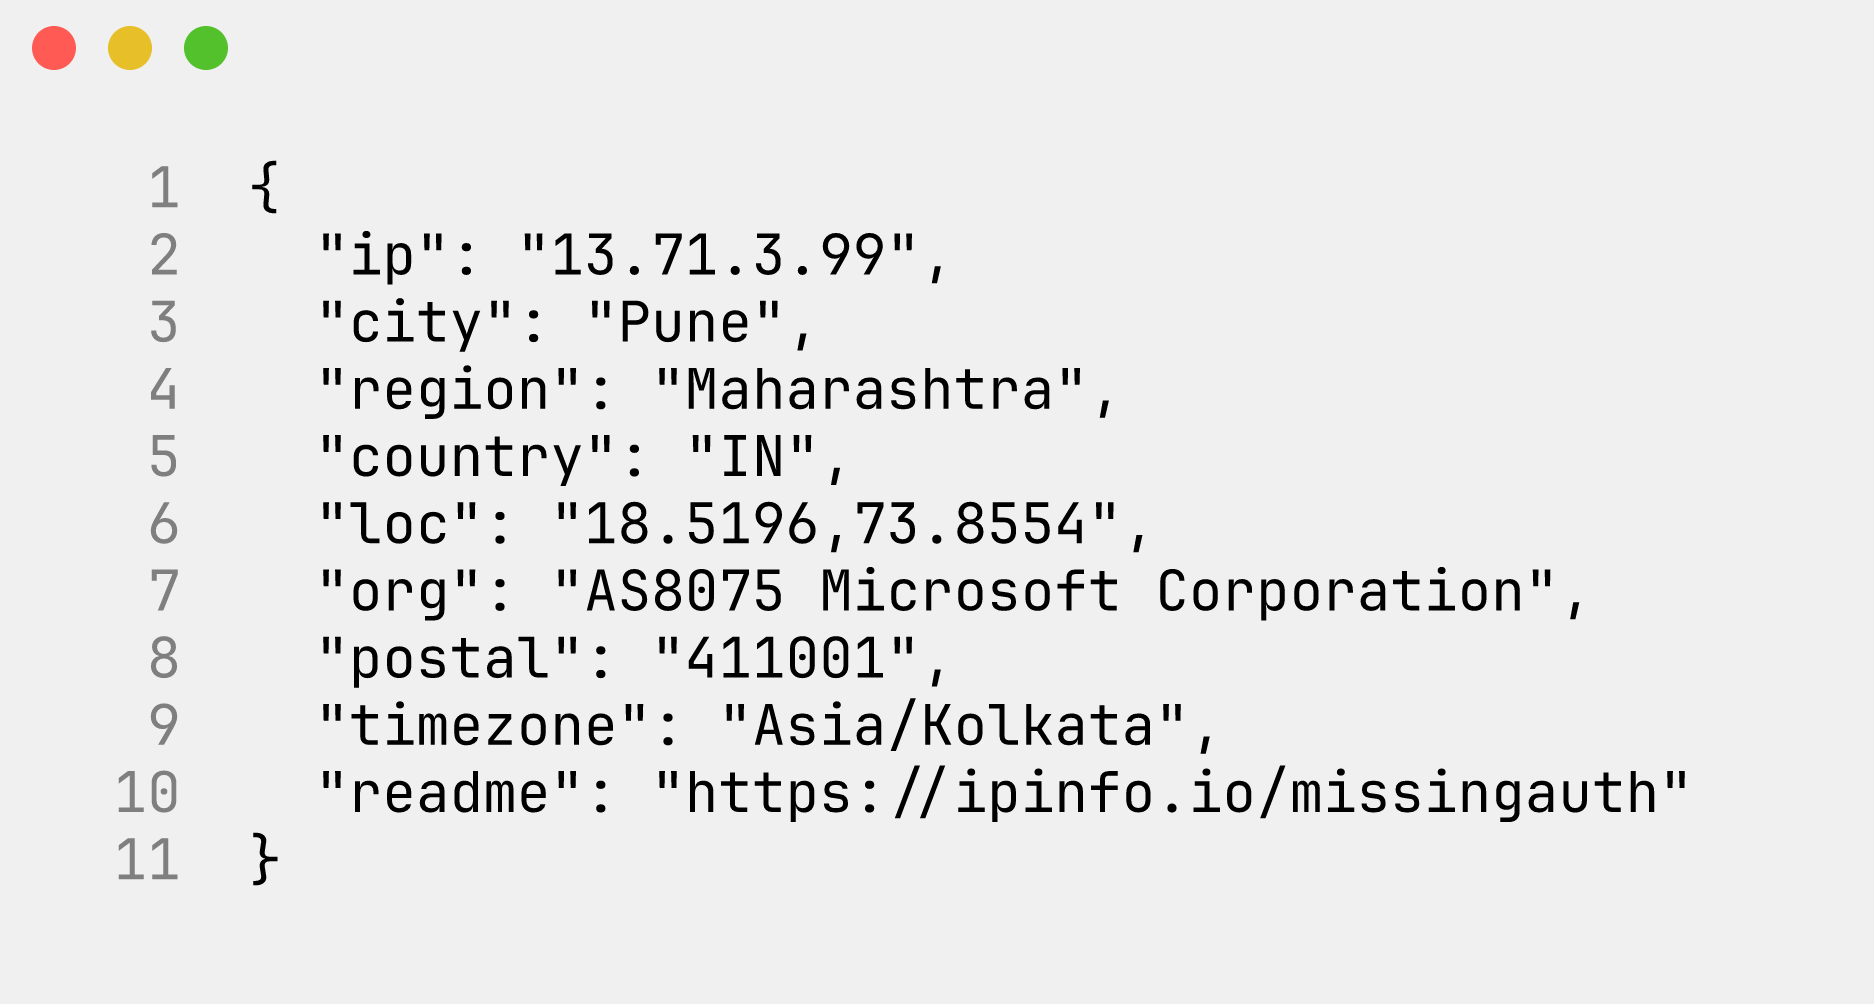 1 {
2   "ip": "13.71.3.99",
3   "city": "Pune",
4   "region": "Maharashtra",
5   "country": "IN",
6   "loc": "18.5196,73.8554",
7   "org": "AS8075 Microsoft Corporation",
8   "postal": "411001",
9   "timezone": "Asia/Kolkata",
10   "readme": "https://ipinfo.io/missingauth"
11 }